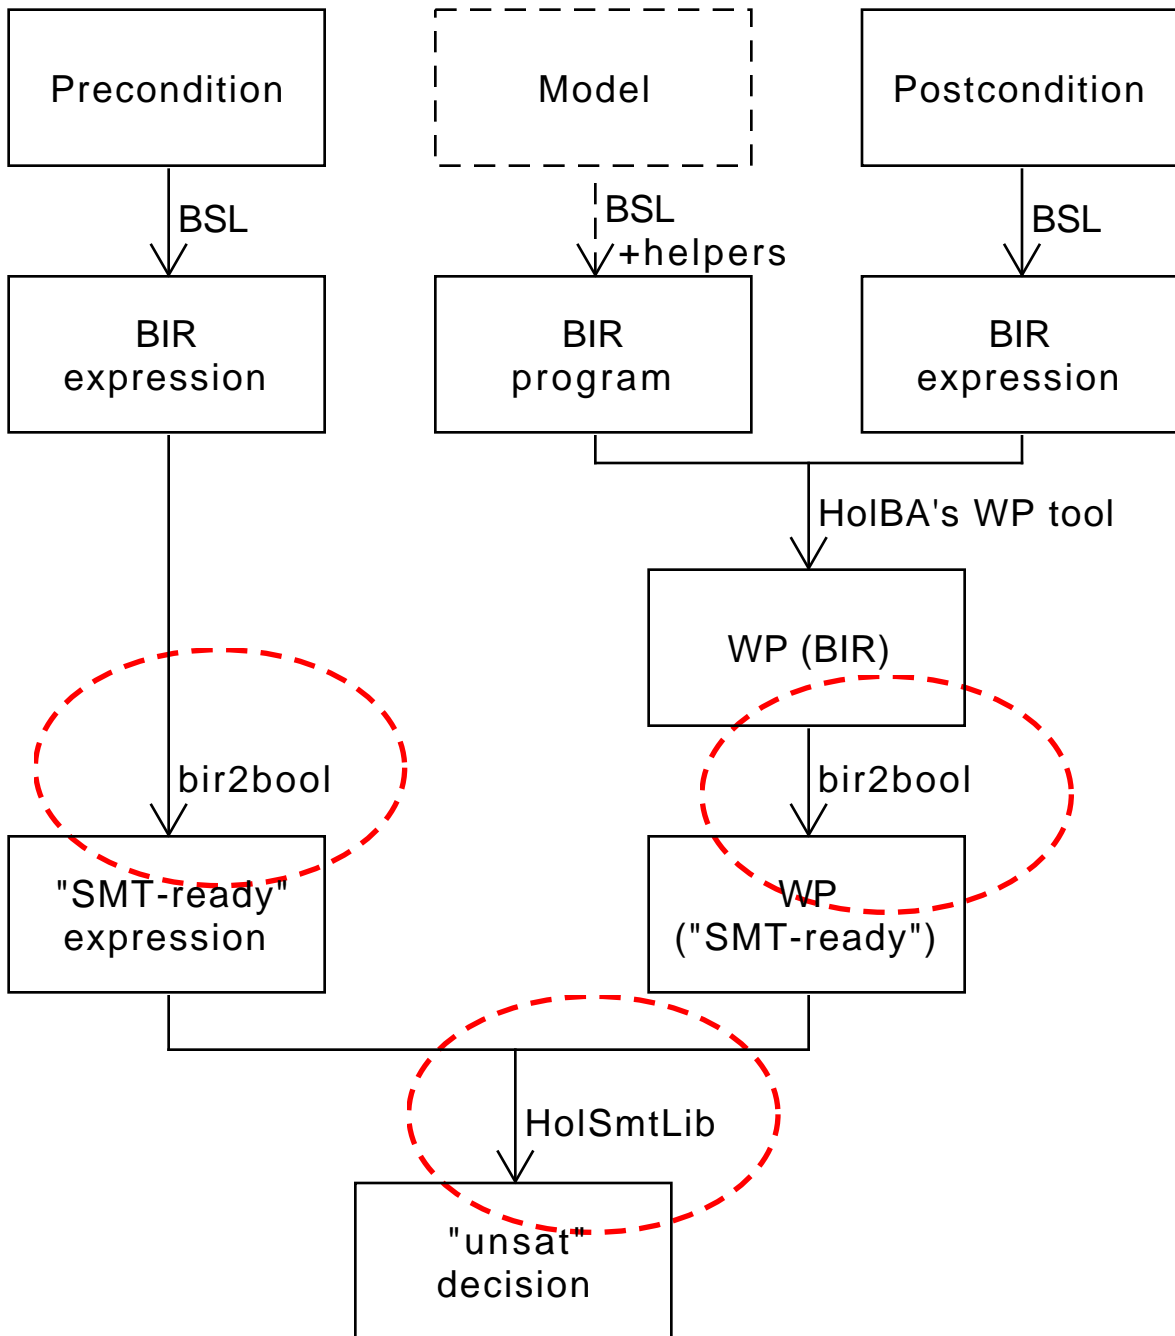 Precondition
Model
Postcondition
BSL
BSL
+helpers
BSL
BIR
expression
BIR
program
BIR
expression
HolBA's WP tool
WP (BIR)
bir2bool
bir2bool
"SMT-ready"
expression
WP
("SMT-ready")
HolSmtLib
"unsat"
decision